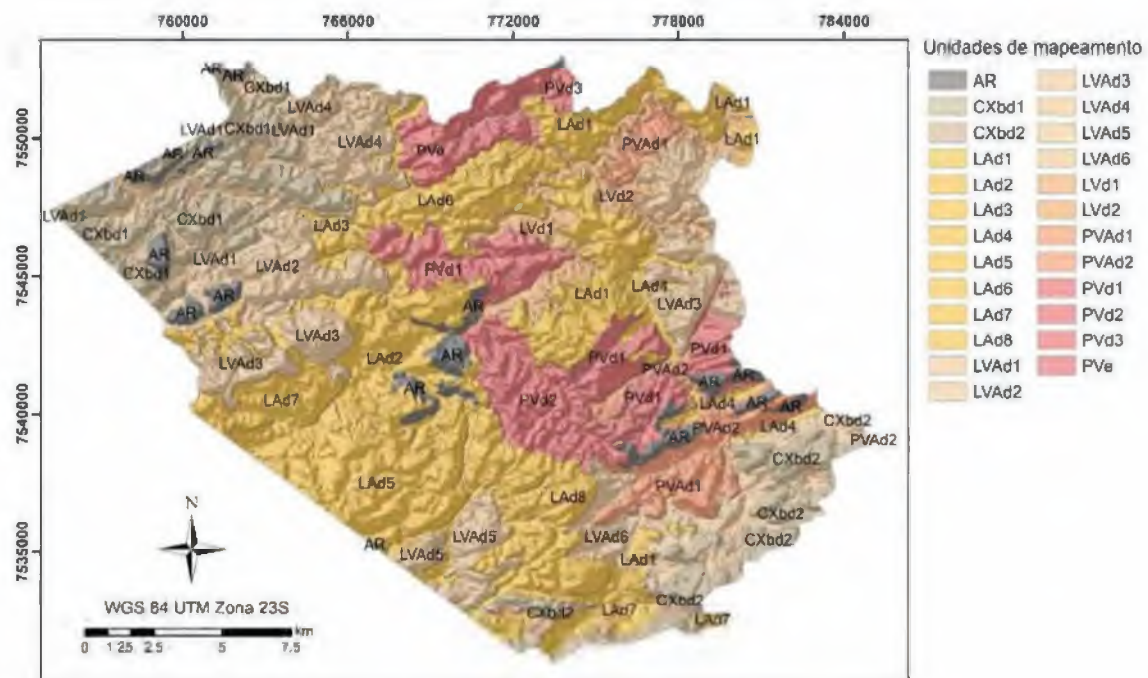 760000 766000 772000 778000 784000
Unidades de mapeamento
AR LVAd3
CXbd1 LVAd4
CXbd2 LVAd5
LAd1 LVAd6
LAd2 LVd1
LAd3 LVd2
LAd4 PVAd1
LAd5 PVAd2
LAd6 PVd1
LAd7 PVd2
LAd8 PVd3
LVAd1 PVe
LVAd2
7550000
7545000
7540000
7535000
AR AR
CXbd1
PVd3
LAd1
LVAd4
LVAd1 CXbd1 LVAd1
LAd1
LAd1
LVAd4
PVe
PVAd1
AR AR
AR
LAd6
LVd2
LVAd1
CXbd1
LAd3
LVd1
CXbd1
AR
LVAd1
LVAd2
CXbd1
PVd1
LAd1
LAd1
LVAd3
AR
AR
AR
LVAd3
LVAd3
LAd2
AR
PVd1
PVd1
PVAd2
AR AR
AR
LAd7
PVd2
PVd1
LAd4
AR AR
PVAd2
LAd4
CXbd2
AR
PVAd2
CXbd2
LAd5
LAd8
PVAd1
CXbd2
LVAd5
LVAd6
CXbd2
AR
LVAd5
LAd1
CXbd2
CXbd2
LAd7
LAd7
N
WGS 84 UTM Zona 23S
km
0 1.25 2.5 5 7.5